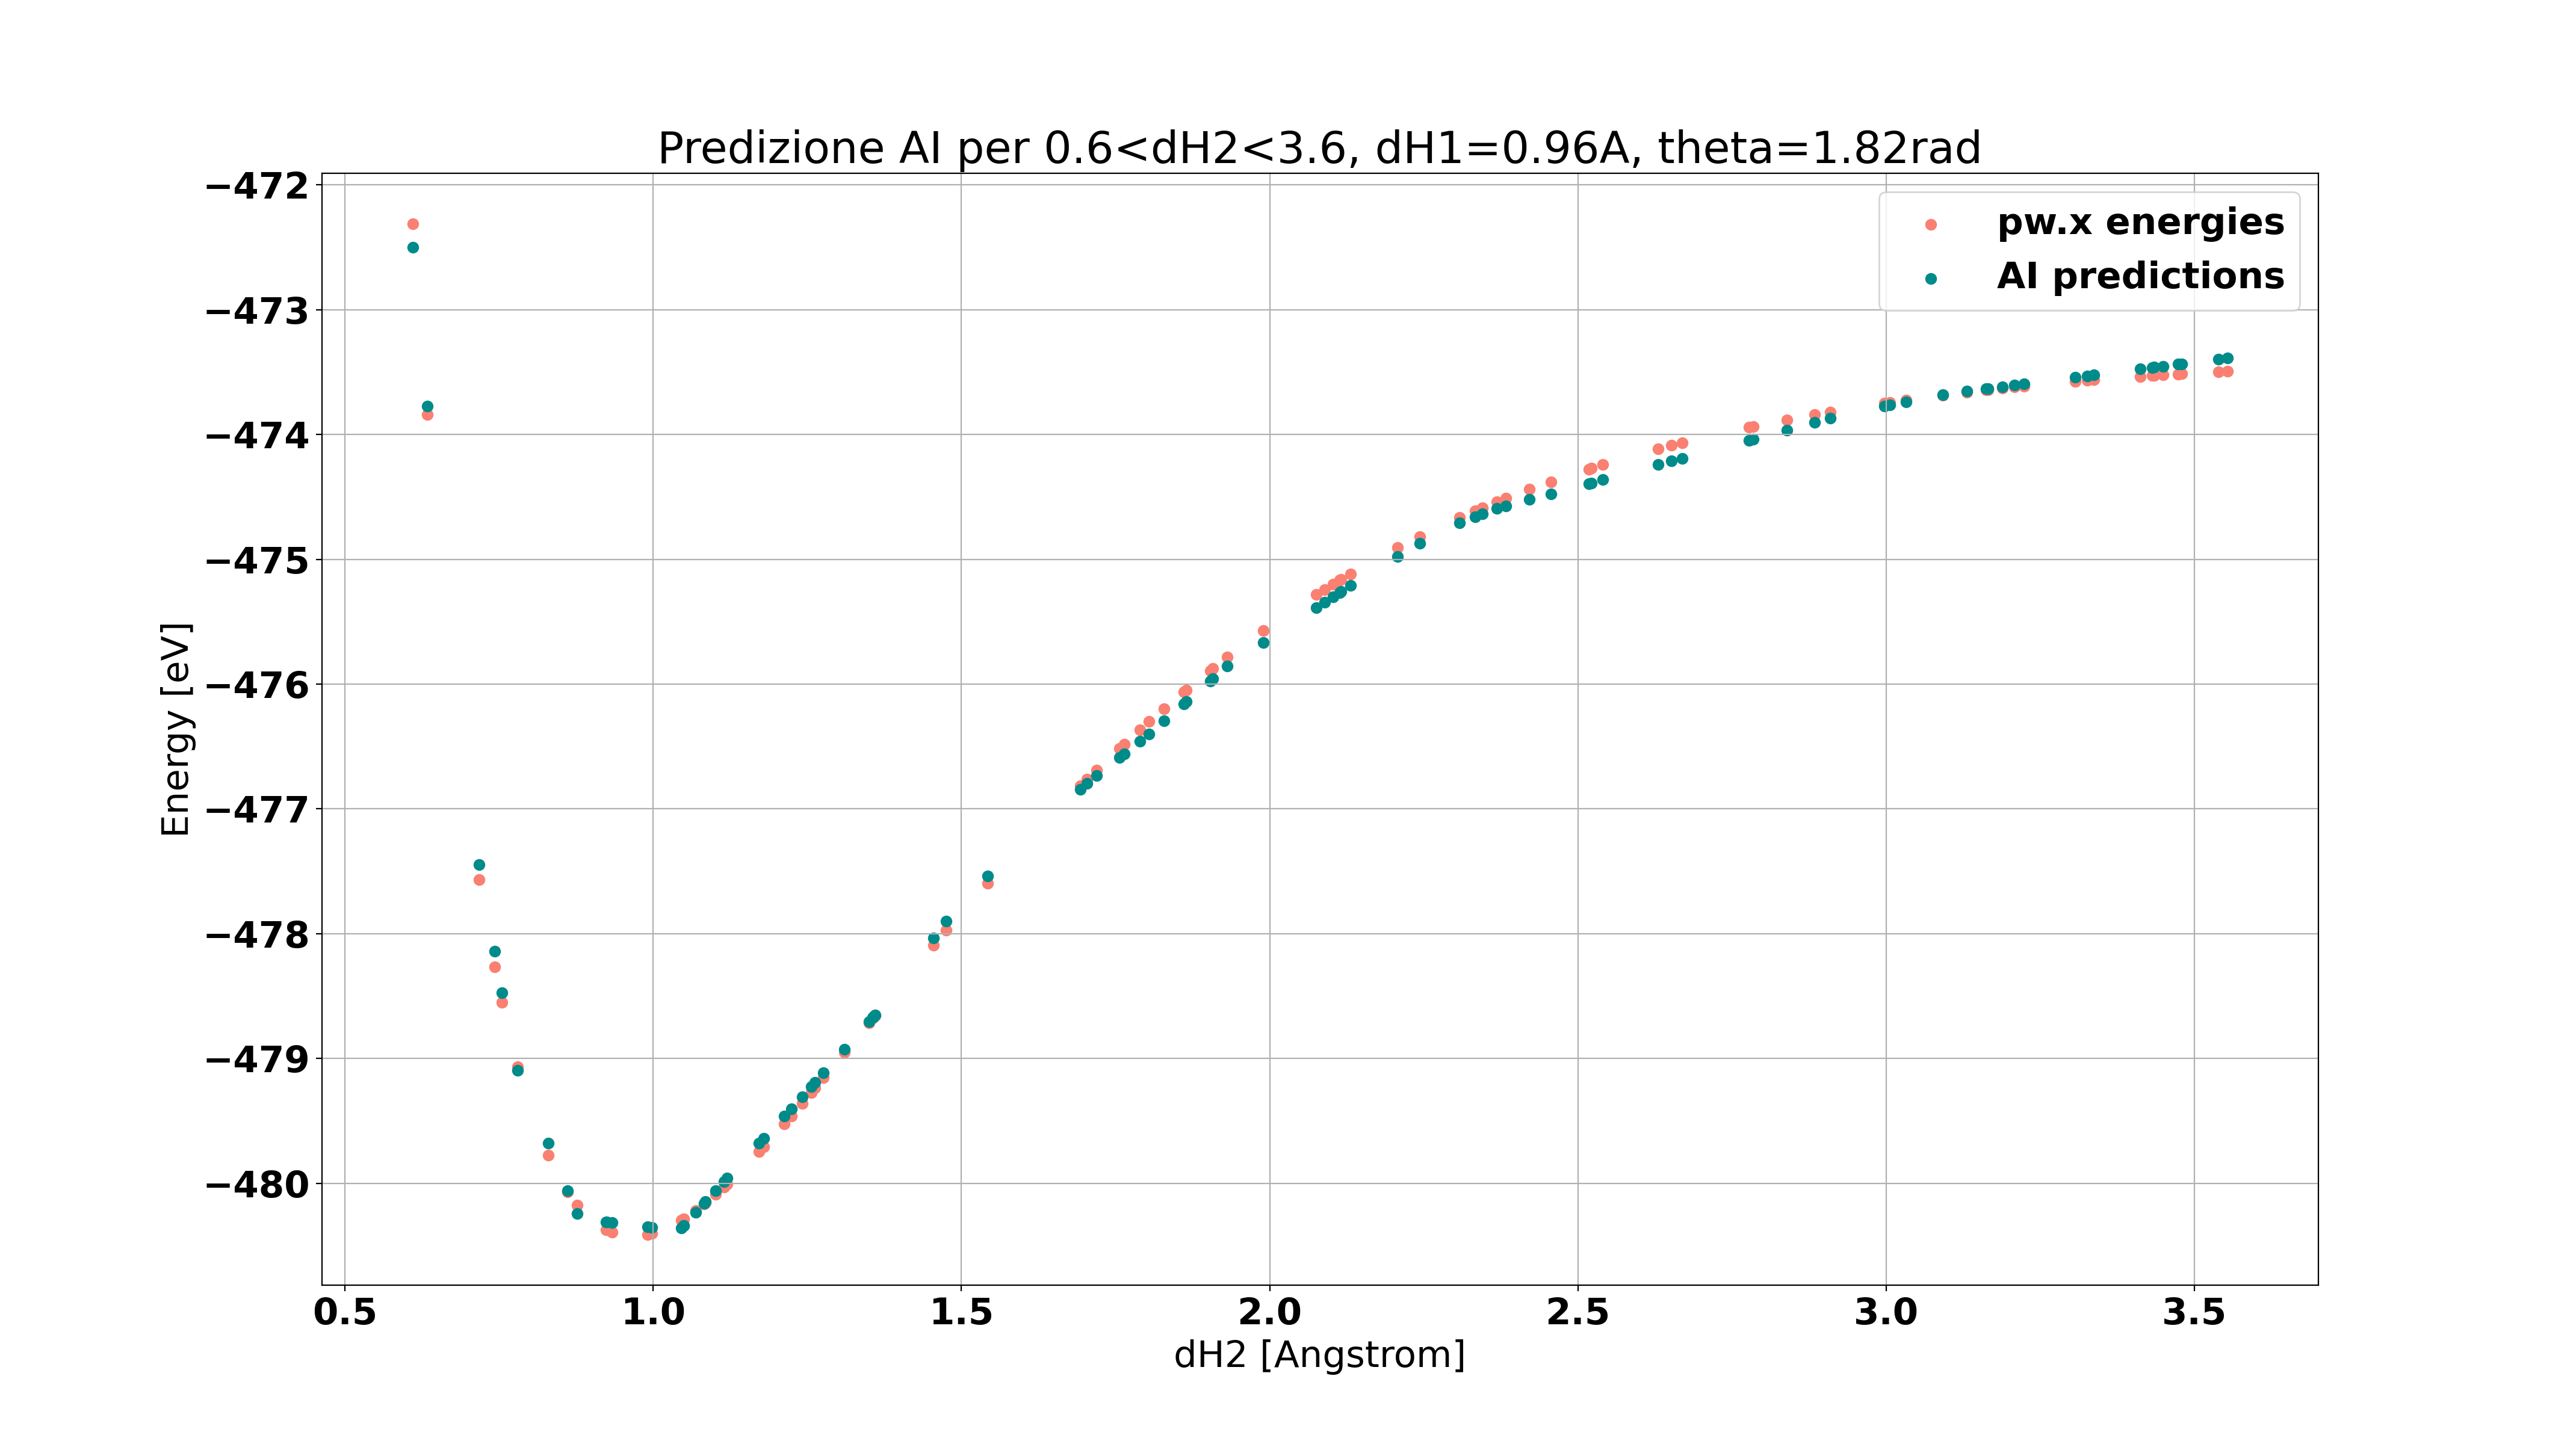 Predizione AI per 0.6<dH2<3.6, dH1=0.96A, theta=1.82rad
pw.x energies
AI predictions
−472
−473
−474
−475
−476
−477
−478
−479
−480
Energy [eV]
0.5 1.0 1.5 2.0 2.5 3.0 3.5
dH2 [Angstrom]